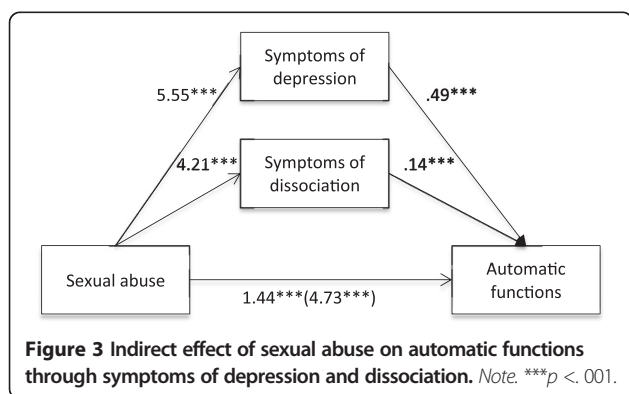 Symptoms of
depression
5.55***
.49***
4.21***
Symptoms of
dissociation
.14***
Sexual abuse
Automatic
functions
1.44***(4.73***)
Figure 3 Indirect effect of sexual abuse on automatic functions
through symptoms of depression and dissociation. Note. ***p <. 001.